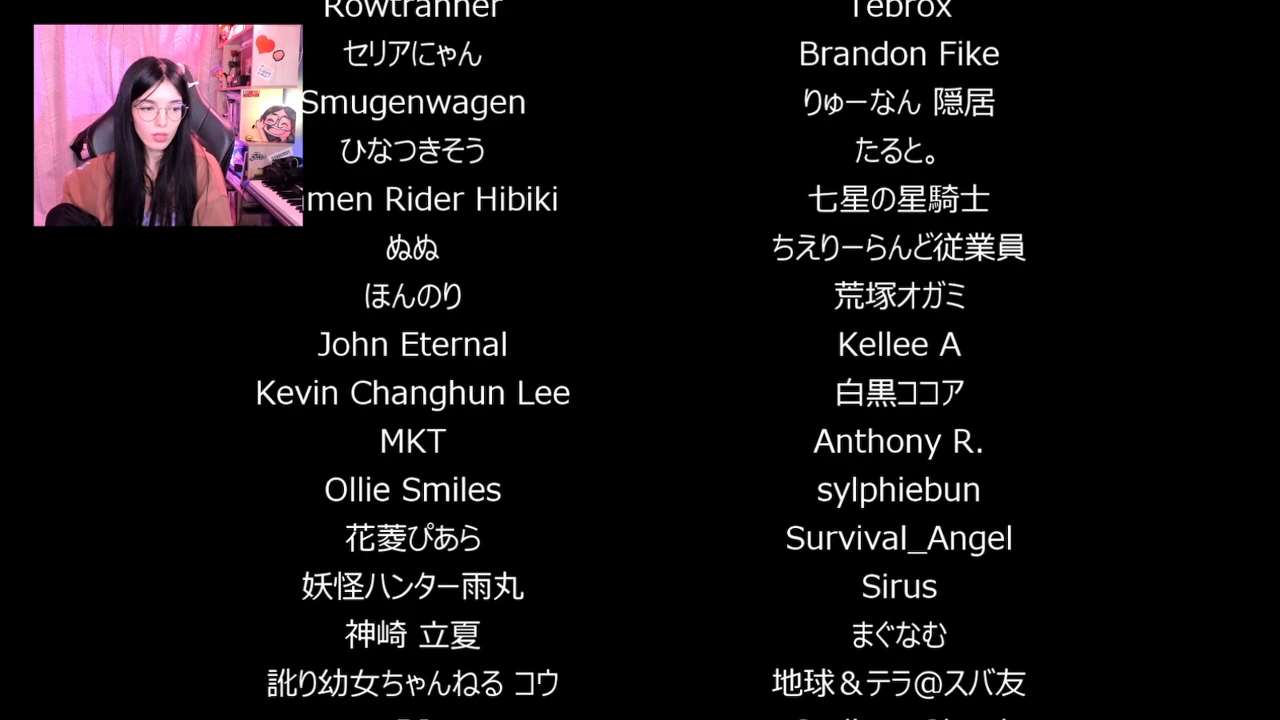 Rowtranner
セリアにゃん
Smugenwagen
ひなつきそう
men Rider Hibiki
ぬぬ
ほんのり
John Eternal
Kevin Changhun Lee
MKT
Ollie Smiles
花菱ぴあら
妖怪ハンター雨丸
神崎 立夏
訛り幼女ちゃんねる コウ
Tebrox
Brandon Fike
りゅーなん 隠居
たると。
七星の星騎士
ちえりーらんど従業員
荒塚オガミ
Kellee A
白黒ココア
Anthony R.
sylphiebun
Survival_Angel
Sirus
まぐなむ
地球＆テラ@スバ友